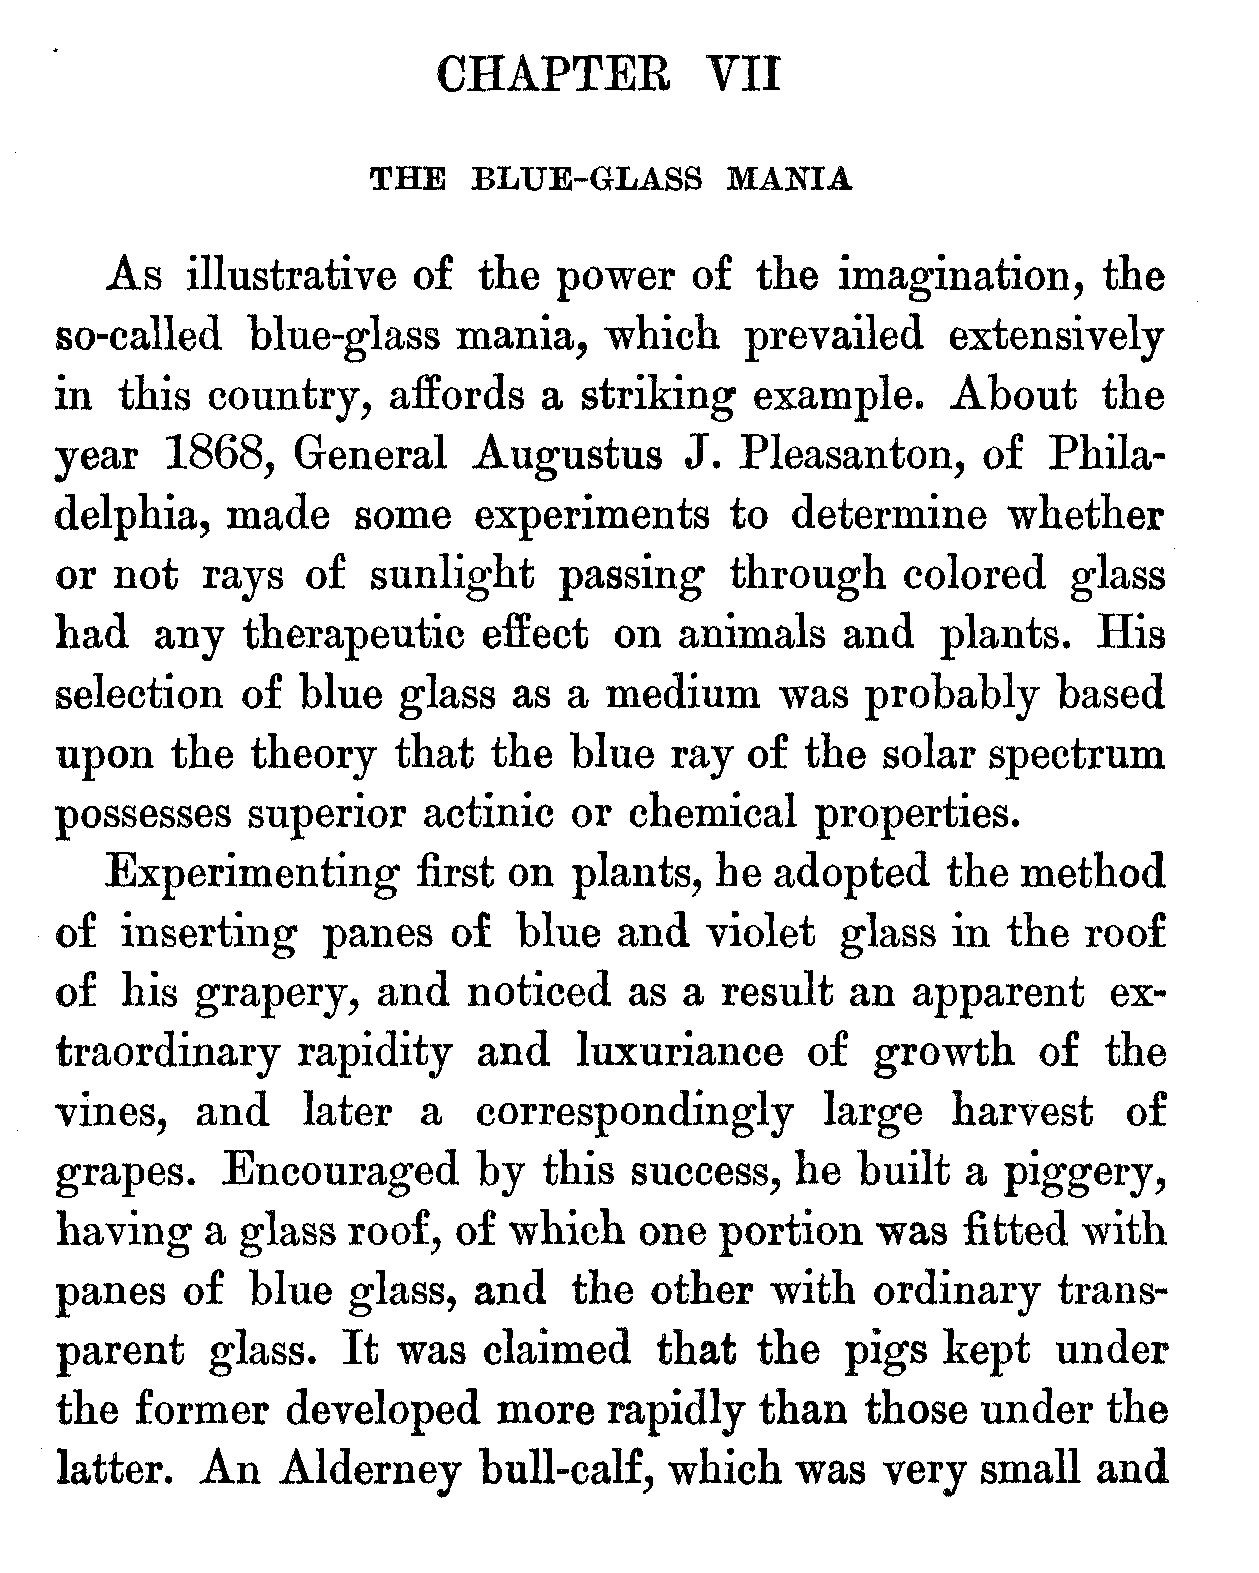 CHAPTER VII
THE BLUE-GLASS MANIA
As illustrative of the power of the imagination, the
so-called blue-glass mania, which prevailed extensively
in this country, affords a striking example. About the
year 1868, General Augustus J. Pleasanton, of Phila-
delphia, made some experiments to determine whether
or not rays of sunlight passing through colored glass
had any therapeutic effect on animals and plants. His
selection of blue glass as a medium was probably based
upon the theory that the blue ray of the solar spectrum
possesses superior actinic or chemical properties.
Experimenting first on plants, he adopted the method
of inserting panes of blue and violet glass in the roof
of his grapery, and noticed as a result an apparent ex-
traordinary rapidity and luxuriance of growth of the
vines, and later a correspondingly large harvest of
grapes. Encouraged by this success, he built a piggery,
having a glass roof, of which one portion was fitted with
panes of blue glass, and the other with ordinary trans-
parent glass. It was claimed that the pigs kept under
the former developed more rapidly than those under the
latter. An Alderney bull-calf, which was very small and